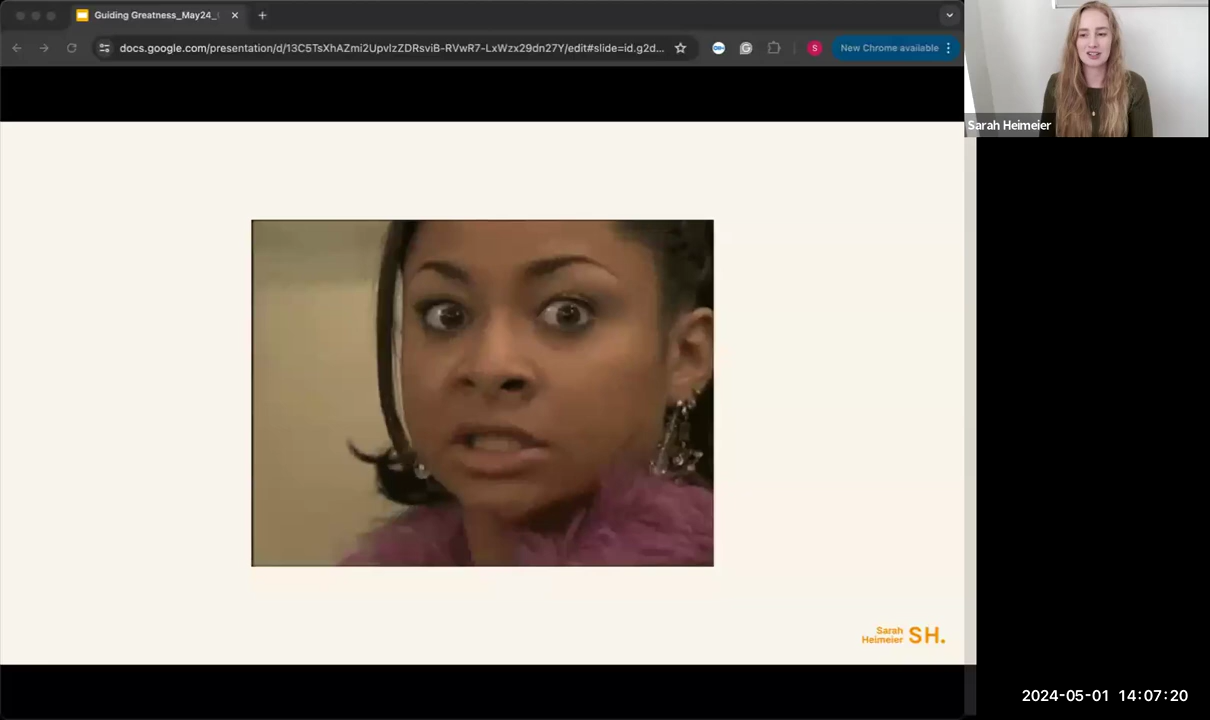 Guiding Greatness_May24_
docs.google.com/presentation/d/13C5TsXhAZmi2UpvIzZDRsviB-RVwR7-LxWzx29dn27Y/edit#slide=id.g2d...
S
New Chrome available
Sarah Heimeier
Sarah
Heimeier
SH.
2024-05-01 14:07:20